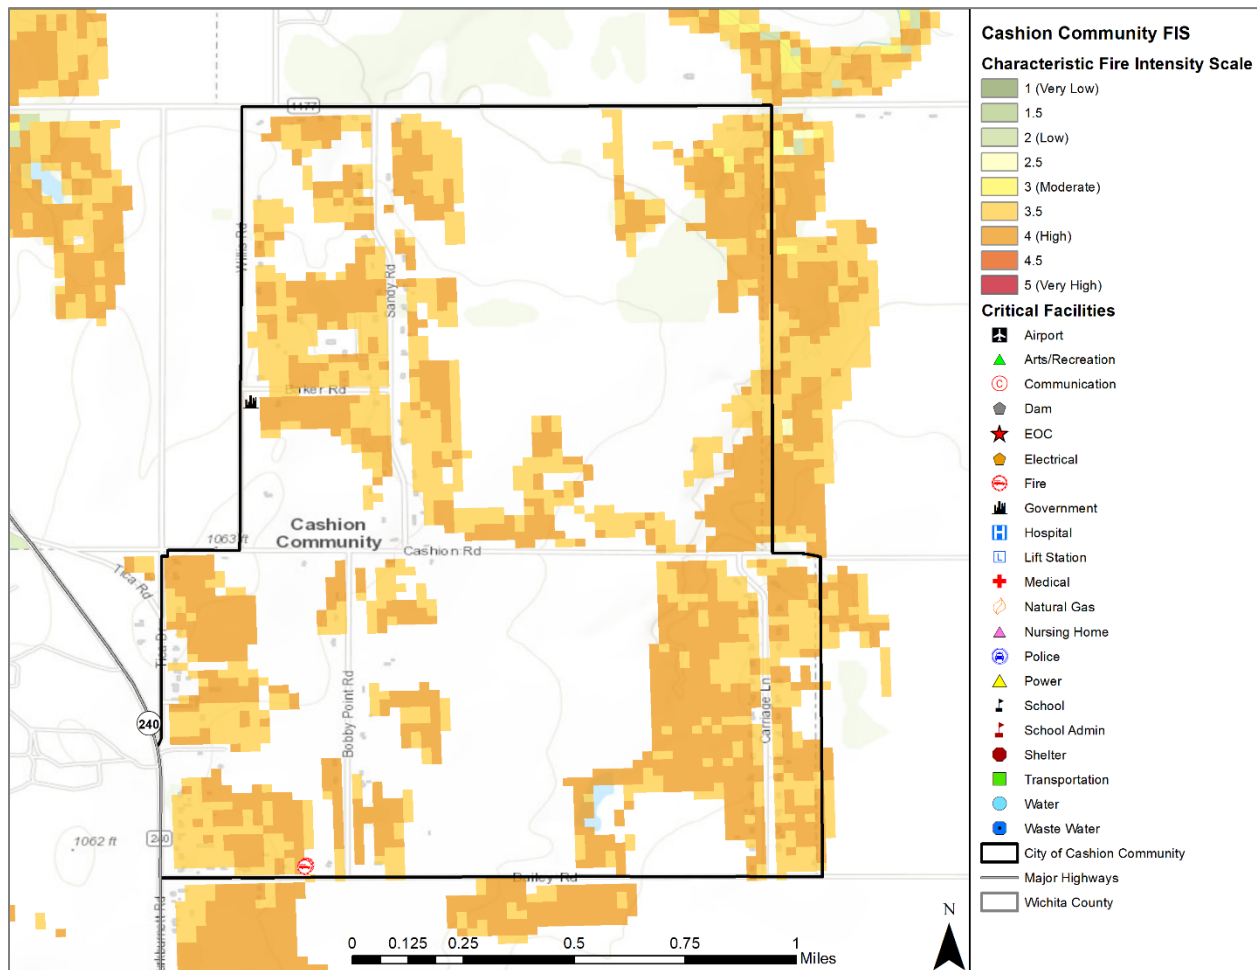 Cashion Community FIS
Characteristic Fire Intensity Scale
1 (Very Low)
1.5
2 (Low)
2.5
3 (Moderate)
3.5
4 (High)
4.5
5 (Very High)
Critical Facilities
Airport
Arts/Recreation
C
Communication
Dam
EOC
Electrical
Fire
Government
H
Hospital
L
Lift Station
Medical
Natural Gas
Nursing Home
Police
Power
School
School Admin
Shelter
Transportation
Water
Waste Water
City of Cashion Community
Major Highways
Wichita County
1177
Willis Rd
Sandy Rd
Parker Rd
Cashion
Community
1063 ft
Cashion Rd
Tica Rd
Tica Dr
240
Bobby Point Rd
Carriage Ln
240
1062 ft
Bailey Rd
N
0 0.125 0.25 0.5 0.75 1
Miles